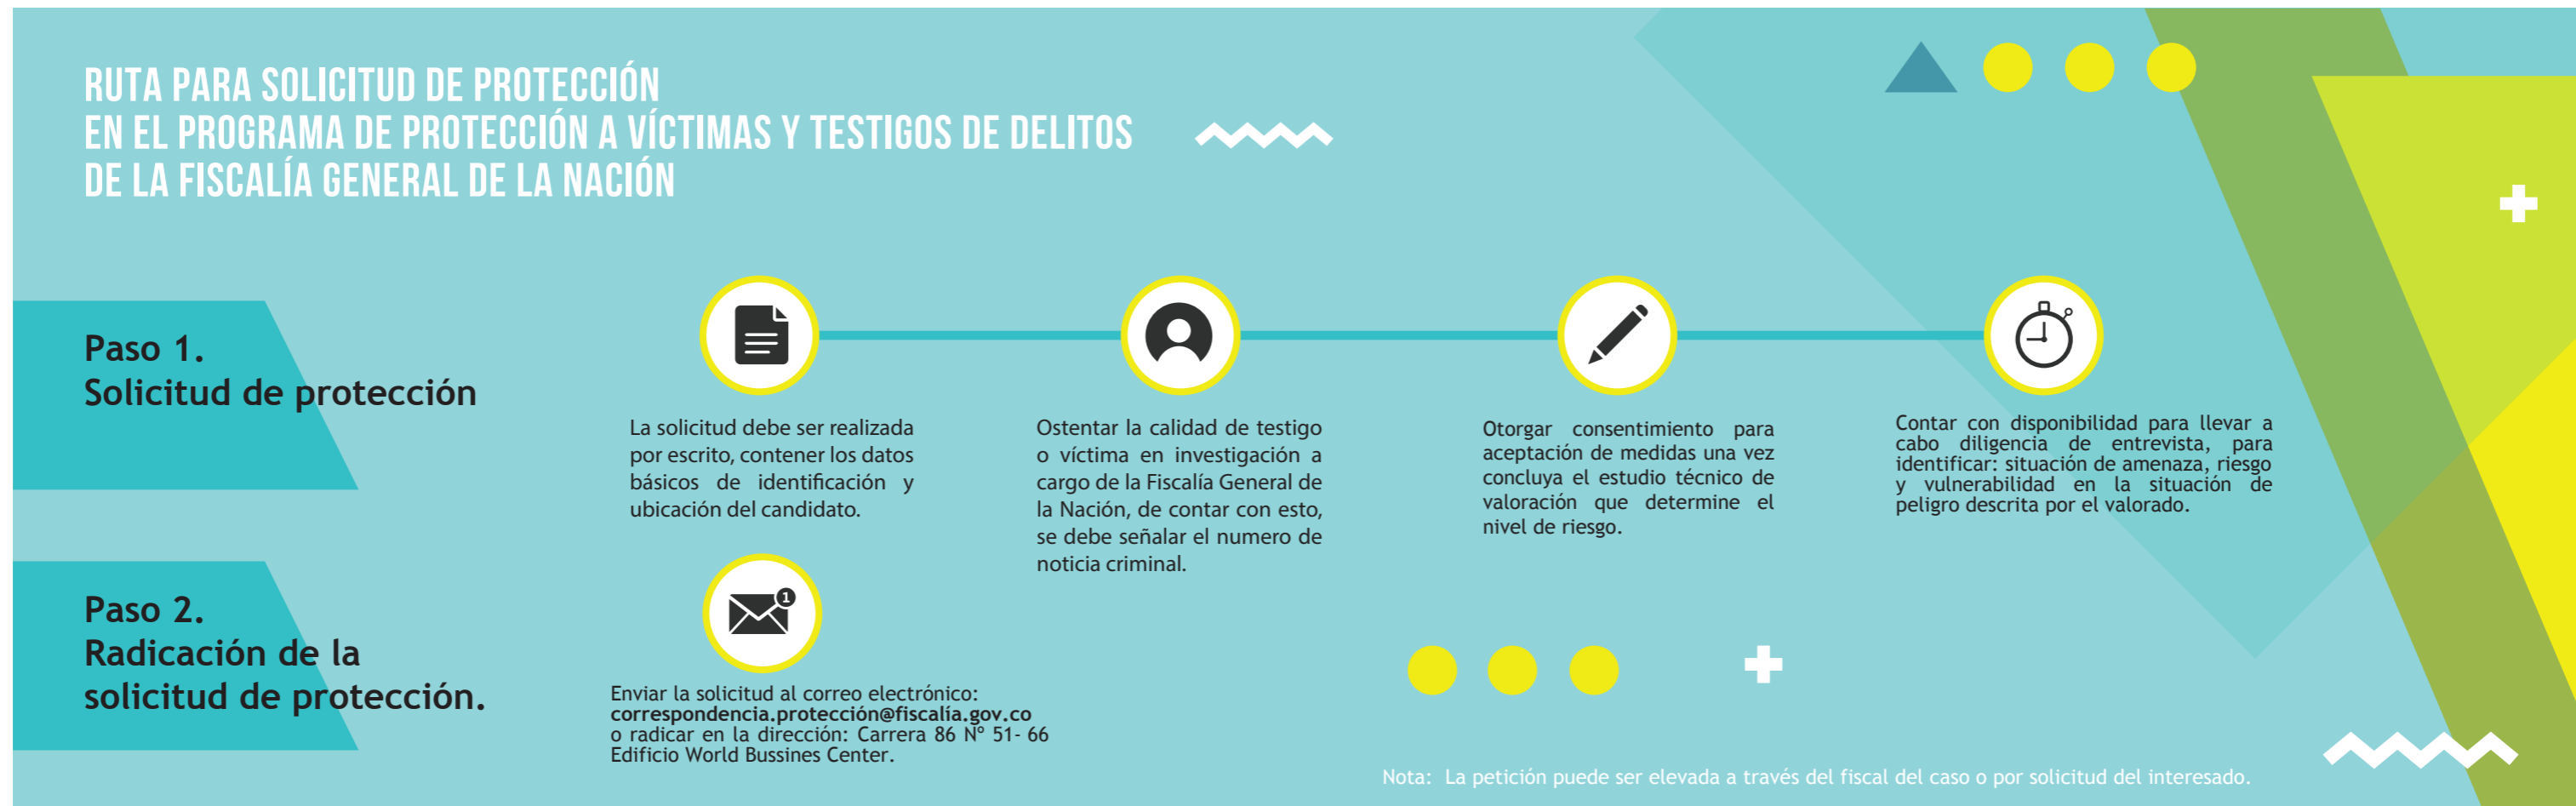 RUTA PARA SOLICITUD DE PROTECCIÓN
EN EL PROGRAMA DE PROTECCIÓN A VÍCTIMAS Y TESTIGOS DE DELITOS
DE LA FISCALÍA GENERAL DE LA NACIÓN
Paso 1.
Solicitud de protección
La solicitud debe ser realizada
por escrito, contener los datos
básicos de identificación y
ubicación del candidato.
Ostentar la calidad de testigo
o víctima en investigación a
cargo de la Fiscalía General de
la Nación, de contar con esto,
se debe señalar el numero de
noticia criminal.
Otorgar consentimiento para
aceptación de medidas una vez
concluya el estudio técnico de
valoración que determine el
nivel de riesgo.
Contar con disponibilidad para llevar a
cabo diligencia de entrevista, para
identificar: situación de amenaza, riesgo
y vulnerabilidad en la situación de
peligro descrita por el valorado.
Paso 2.
Radicación de la
solicitud de protección.
1
Enviar la solicitud al correo electrónico:
correspondencia.protección@fiscalía.gov.co
o radicar en la dirección: Carrera 86 Nº 51- 66
Edificio World Bussines Center.
Nota: La petición puede ser elevada a través del fiscal del caso o por solicitud del interesado.